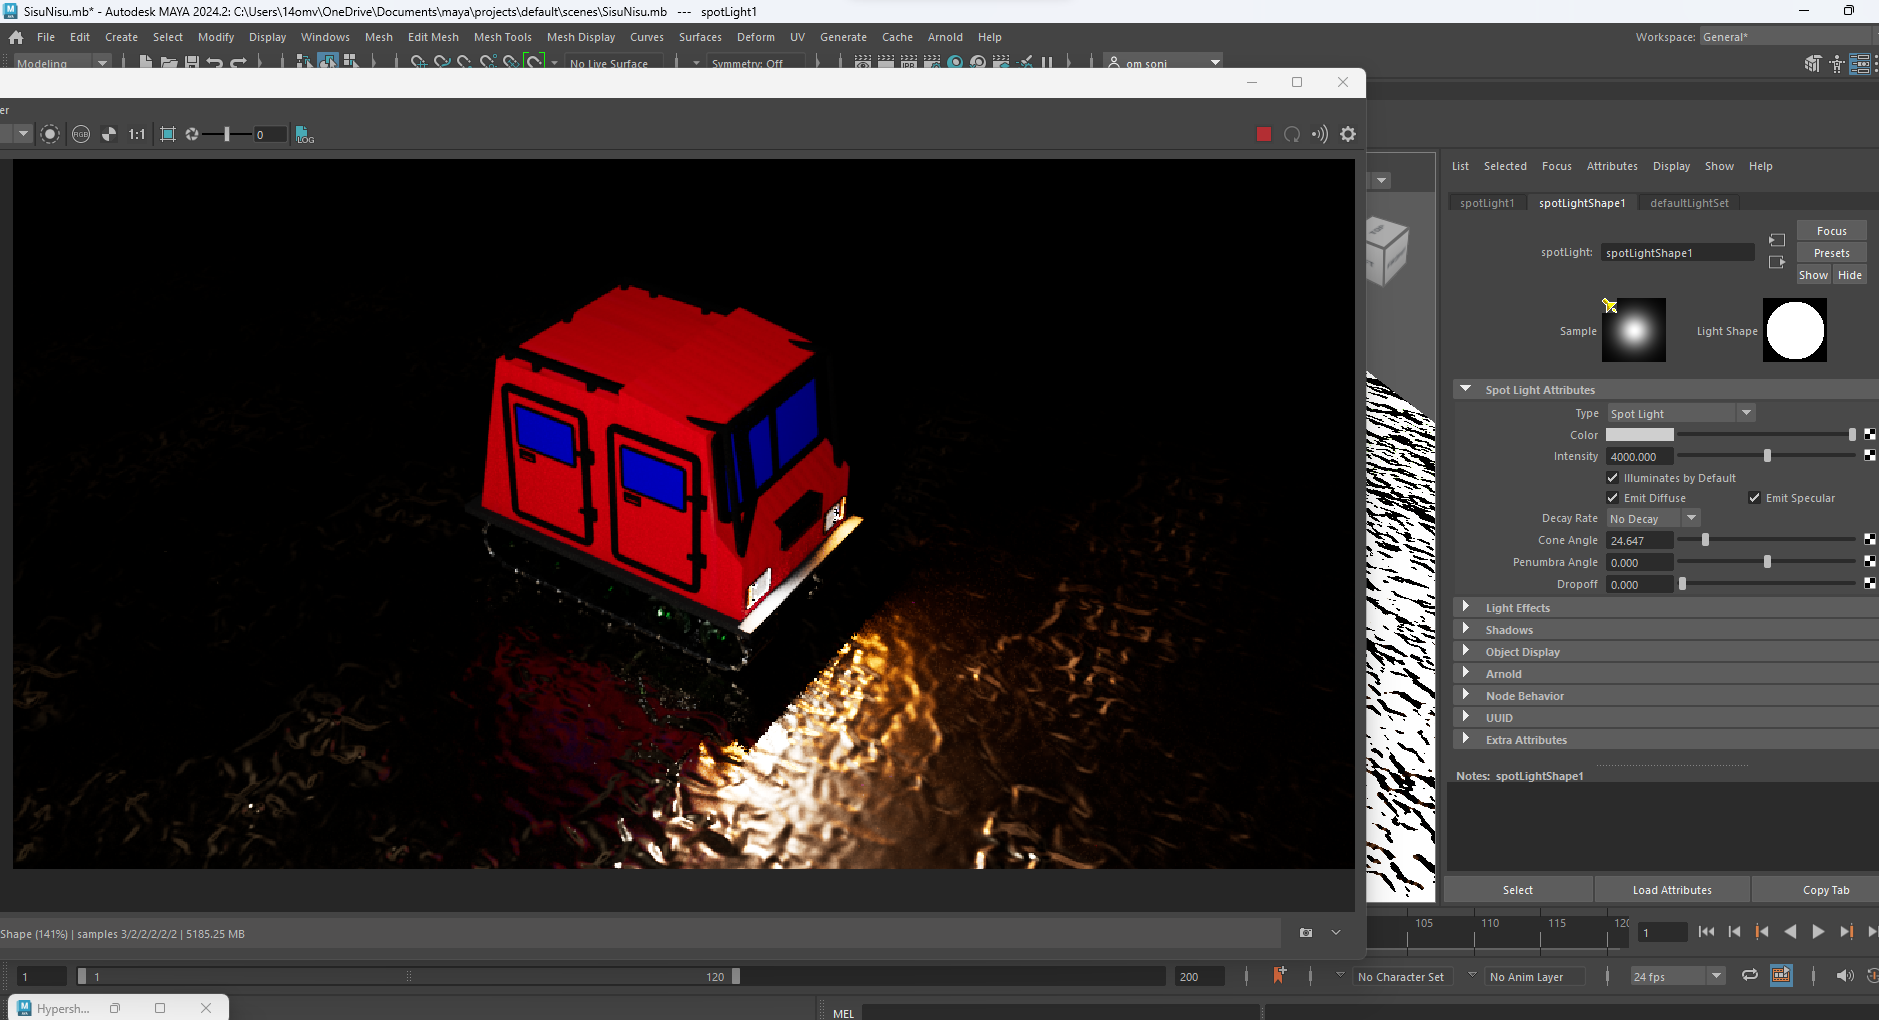 SisuNisu.mb* - Autodesk MAYA 2024.2: C:\Users\14omv\OneDrive\Documents\maya\projects\default\scenes\SisuNisu.mb --- spotLight1
File Edit Create Select Modify Display Windows Mesh Edit Mesh Mesh Tools Mesh Display Curves Surfaces Deform UV Generate Cache Arnold Help
Workspace: General*
Modeling No Live Surface Symmetry: Off om soni
er
RGB 1:1 0 LOG
List Selected Focus Attributes Display Show Help
spotLight1 spotLightShape1 defaultLightSet
Focus
spotLight: spotLightShape1
Presets
Show Hide
Sample Light Shape
Spot Light Attributes
Type Spot Light
Color
Intensity 4000.000
Illuminates by Default
Emit Diffuse Emit Specular
Decay Rate No Decay
Cone Angle 24.647
Penumbra Angle 0.000
Dropoff 0.000
Light Effects
Shadows
Object Display
Arnold
Node Behavior
UUID
Extra Attributes
Notes: spotLightShape1
Select Load Attributes Copy Tab
105 110 115 120 1
Shape (141%) | samples 3/2/2/2/2/2 | 5185.25 MB
1 1 120 200 No Character Set No Anim Layer 24 fps
Hypersh...
MEL